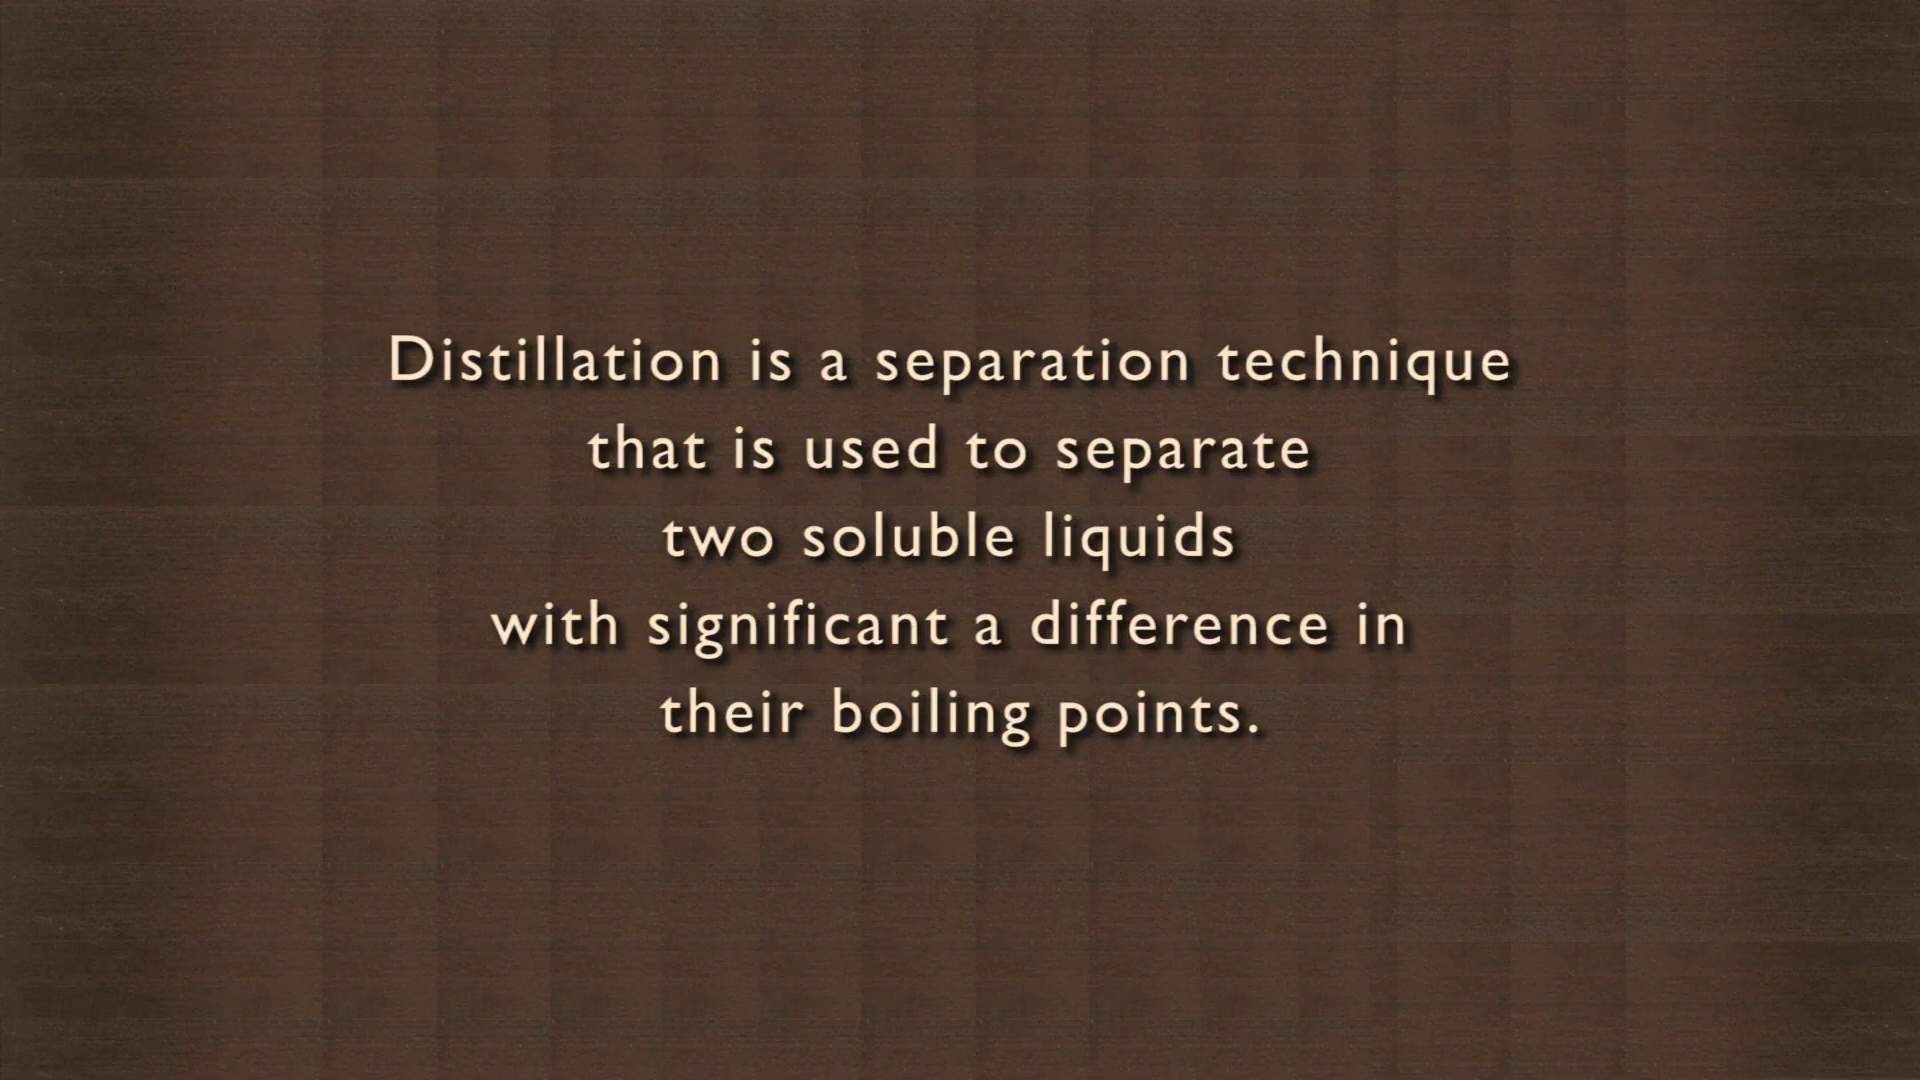 Distillation is a separation technique
that is used to separate
two soluble liquids
with significant a difference in
their boiling points.